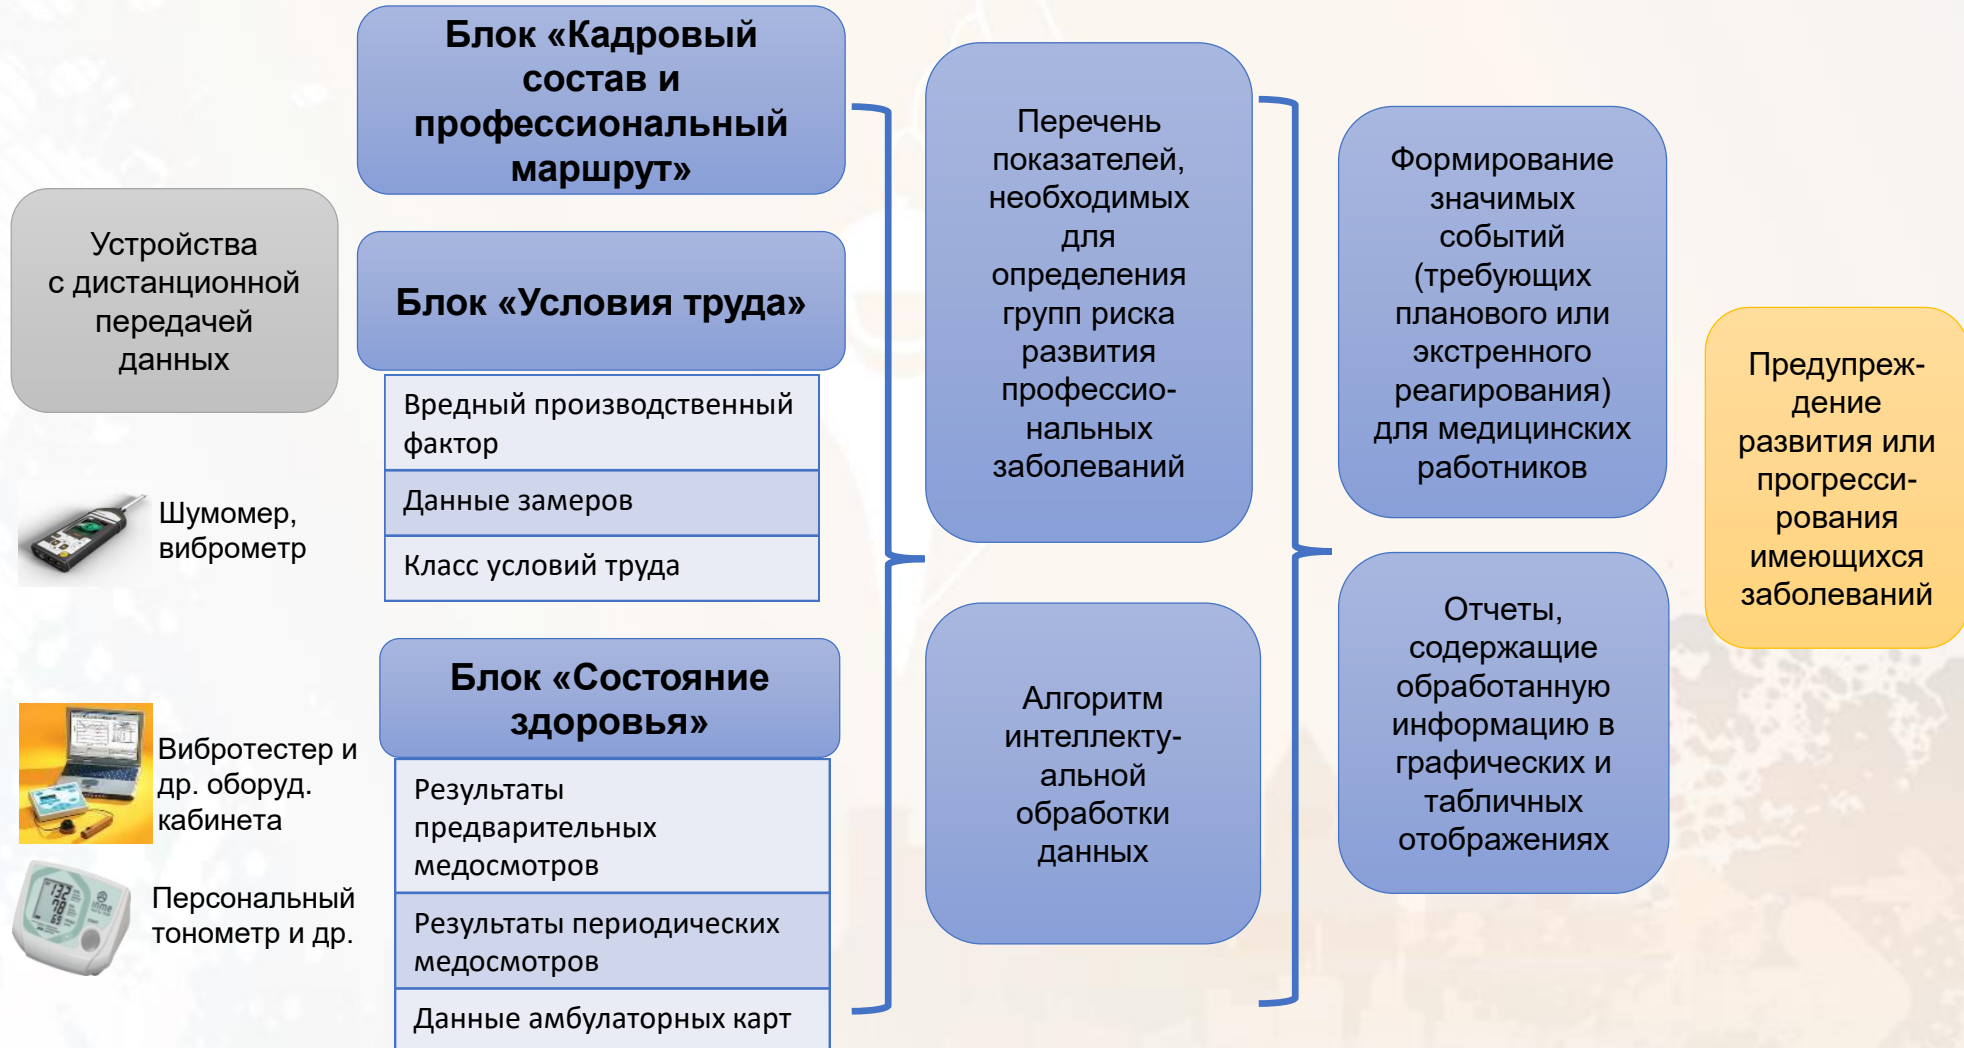 Устройства
с дистанционной
передачей
данных
Шумомер,
виброметр
Вибротестер и
др. оборуд.
кабинета
Персональный
тонометр и др.
Блок «Кадровый
состав и
профессиональный
маршрут»
Блок «Условия труда»
Вредный производственный
фактор
Данные замеров
Класс условий труда
Блок «Состояние
здоровья»
Результаты
предварительных
медосмотров
Результаты периодических
медосмотров
Данные амбулаторных карт
Перечень
показателей,
необходимых
для
определения
групп риска
развития
профессио-
нальных
заболеваний
Алгоритм
интеллекту-
альной
обработки
данных
Формирование
значимых
событий
(требующих
планового или
экстренного
реагирования)
для медицинских
работников
Отчеты,
содержащие
обработанную
информацию в
графических и
табличных
отображениях
Предупреж-
дение
развития или
прогресси-
рования
имеющихся
заболеваний